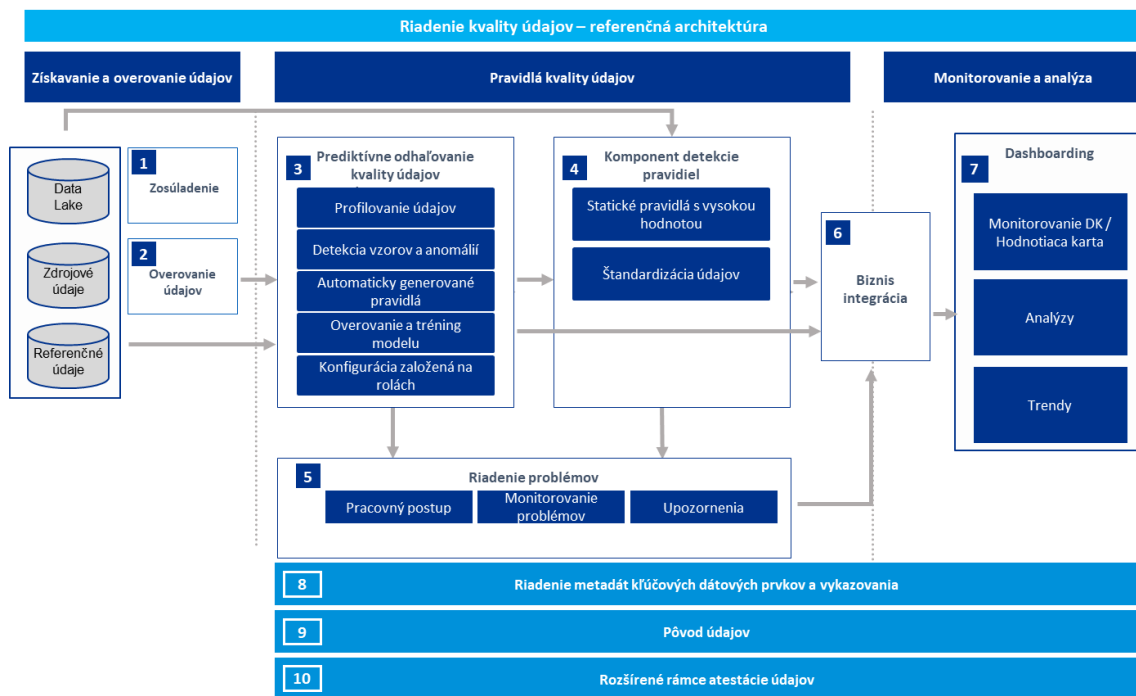 Riadenie kvality údajov – referenčná architektúra
Získavanie a overovanie údajov
Pravidlá kvality údajov
Monitorovanie a analýza
Data
Lake
Zdrojové
údaje
Referenčné
údaje
1
Zosúladenie
2
Overovanie
údajov
3
Prediktívne odhaľovanie
kvality údajov
Profilovanie údajov
Detekcia vzorov a anomálií
Automaticky generované
pravidlá
Overovanie a tréning
modelu
Konfigurácia založená na
rolách
4
Komponent detekcie
pravidiel
Statické pravidlá s vysokou
hodnotou
Štandardizácia údajov
5
Riadenie problémov
Pracovný postup
Monitorovanie
problémov
Upozornenia
6
Biznis
integrácia
7
Dashboarding
Monitorovanie DK /
Hodnotiaca karta
Analýzy
Trendy
8
Riadenie metadát kľúčových dátových prvkov a vykazovania
9
Pôvod údajov
10
Rozšírené rámce atestácie údajov